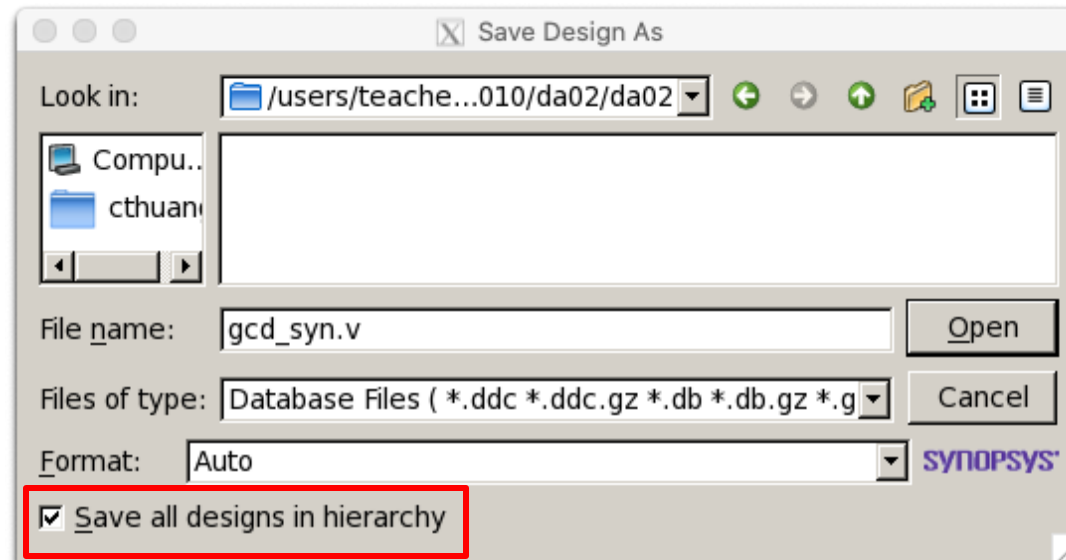 Save Design As
Look in: /users/teache...010/da02/da02
Compu..
cthuan
File name: gcd_syn.v Open
Files of type: Database Files ( *.ddc *.ddc.gz *.db *.db.gz *.g Cancel
Format: Auto SYNOPSYS
Save all designs in hierarchy